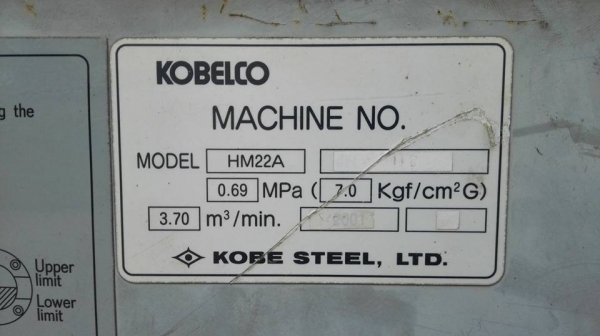 g the
KOBELCO
MACHINE NO.
MODEL HM22A
0.69 MPa ( 7.0 Kgf/cm²G)
3.70 m³/min. 2001
KOBE STEEL, LTD.
Upper
limit
Lower
limit